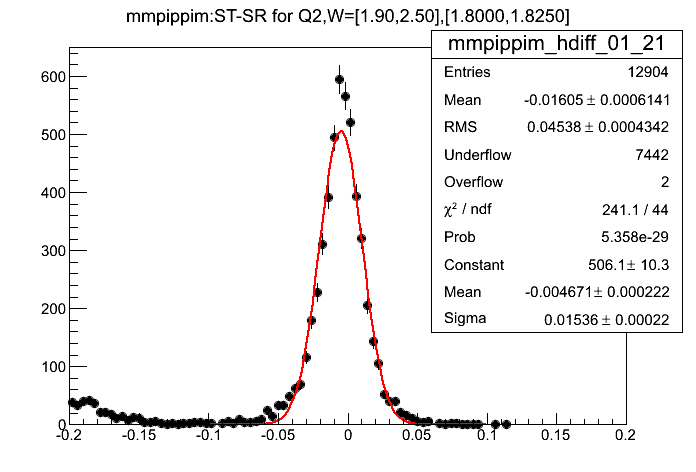 mmpippim:ST-SR for Q2,W=[1.90,2.50],[1.8000,1.8250]
mmpippim_hdiff_01_21
Entries 12904
Mean -0.01605 ± 0.0006141
RMS 0.04538 ± 0.0004342
Underflow 7442
Overflow 2
χ² / ndf 241.1 / 44
Prob 5.358e-29
Constant 506.1 ± 10.3
Mean -0.004671 ± 0.000222
Sigma 0.01536 ± 0.00022
600
500
400
300
200
100
0
-0.2 -0.15 -0.1 -0.05 0 0.05 0.1 0.15 0.2